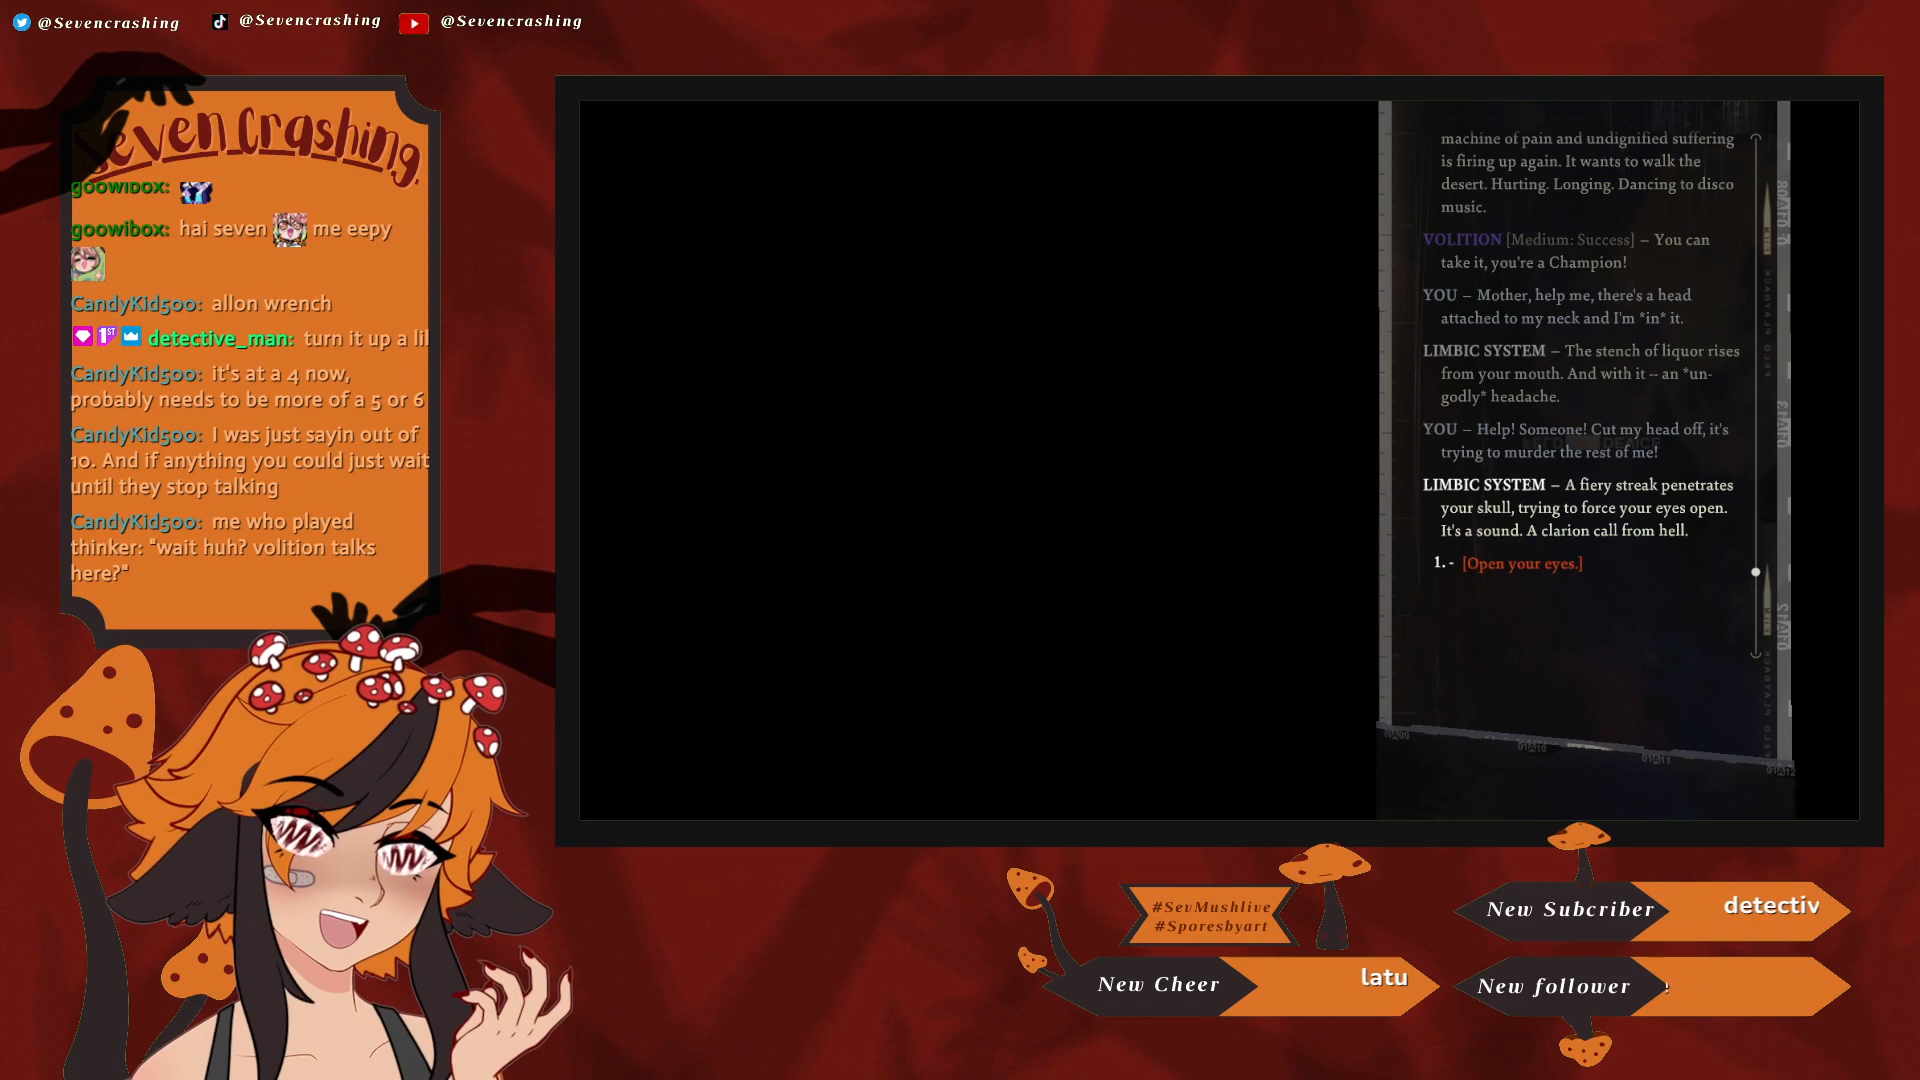 @Sevencrashing @Sevencrashing @Sevencrashing
Seven Crashing
goowibox:
goowibox: hai seven me eepy
CandyKid500: allon wrench
1ST detective_man: turn it up a lil
CandyKid500: it's at a 4 now,
probably needs to be more of a 5 or 6
CandyKid500: I was just sayin out of
10. And if anything you could just wait
until they stop talking
CandyKid500: me who played
thinker: "wait huh? volition talks
here?"
machine of pain and undignified suffering
is firing up again. It wants to walk the
desert. Hurting. Longing. Dancing to disco
music.
VOLITION [Medium: Success] – You can
take it, you're a Champion!
YOU – Mother, help me, there's a head
attached to my neck and I'm *in* it.
LIMBIC SYSTEM – The stench of liquor rises
from your mouth. And with it -- an *un-
godly* headache.
YOU – Help! Someone! Cut my head off, it's
trying to murder the rest of me!
LIMBIC SYSTEM – A fiery streak penetrates
your skull, trying to force your eyes open.
It's a sound. A clarion call from hell.
1. - [Open your eyes.]
#SevMushlive
#Sporesbyart
New Subcriber detectiv
New Cheer latu
New follower